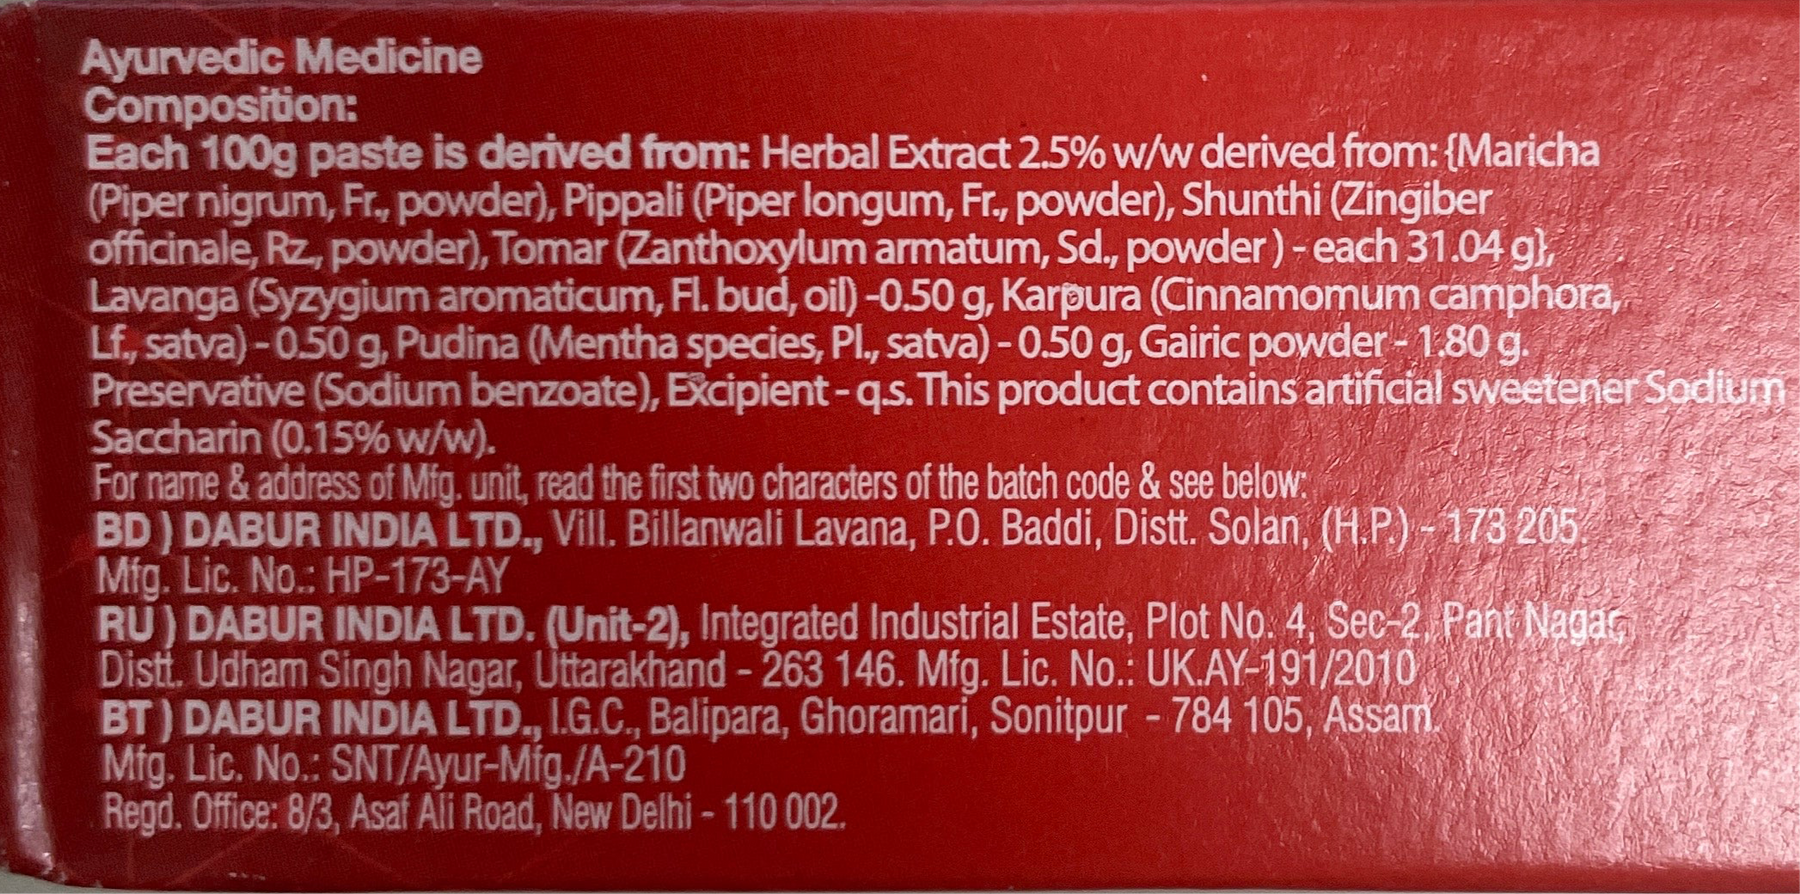 Ayurvedic Medicine
Composition:
Each 100g paste is derived from: Herbal Extract 2.5% w/w derived from: {Maricha
(Piper nigrum, Fr., powder), Pippali (Piper longum, Fr., powder), Shunthi (Zingiber
officinale, Rz., powder), Tomar (Zanthoxylum armatum, Sd., powder ) - each 31.04 g},
Lavanga (Syzygium aromaticum, Fl. bud, oil) -0.50 g, Karpura (Cinnamomum camphora,
Lf., satva) - 0.50 g, Pudina (Mentha species, Pl., satva) - 0.50 g, Gairic powder - 1.80 g.
Preservative (Sodium benzoate), Excipient - q.s. This product contains artificial sweetener Sodium
Saccharin (0.15% w/w).
For name & address of Mfg. unit, read the first two characters of the batch code & see below:
BD ) DABUR INDIA LTD., Vill. Billanwali Lavana, P.O. Baddi, Distt. Solan, (H.P.) - 173 205.
Mfg. Lic. No.: HP-173-AY
RU ) DABUR INDIA LTD. (Unit-2), Integrated Industrial Estate, Plot No. 4, Sec-2, Pant Nagar,
Distt. Udham Singh Nagar, Uttarakhand - 263 146. Mfg. Lic. No.: UK.AY-191/2010
BT ) DABUR INDIA LTD., I.G.C., Balipara, Ghoramari, Sonitpur - 784 105, Assam.
Mfg. Lic. No.: SNT/Ayur-Mfg./A-210
Regd. Office: 8/3, Asaf Ali Road, New Delhi - 110 002.